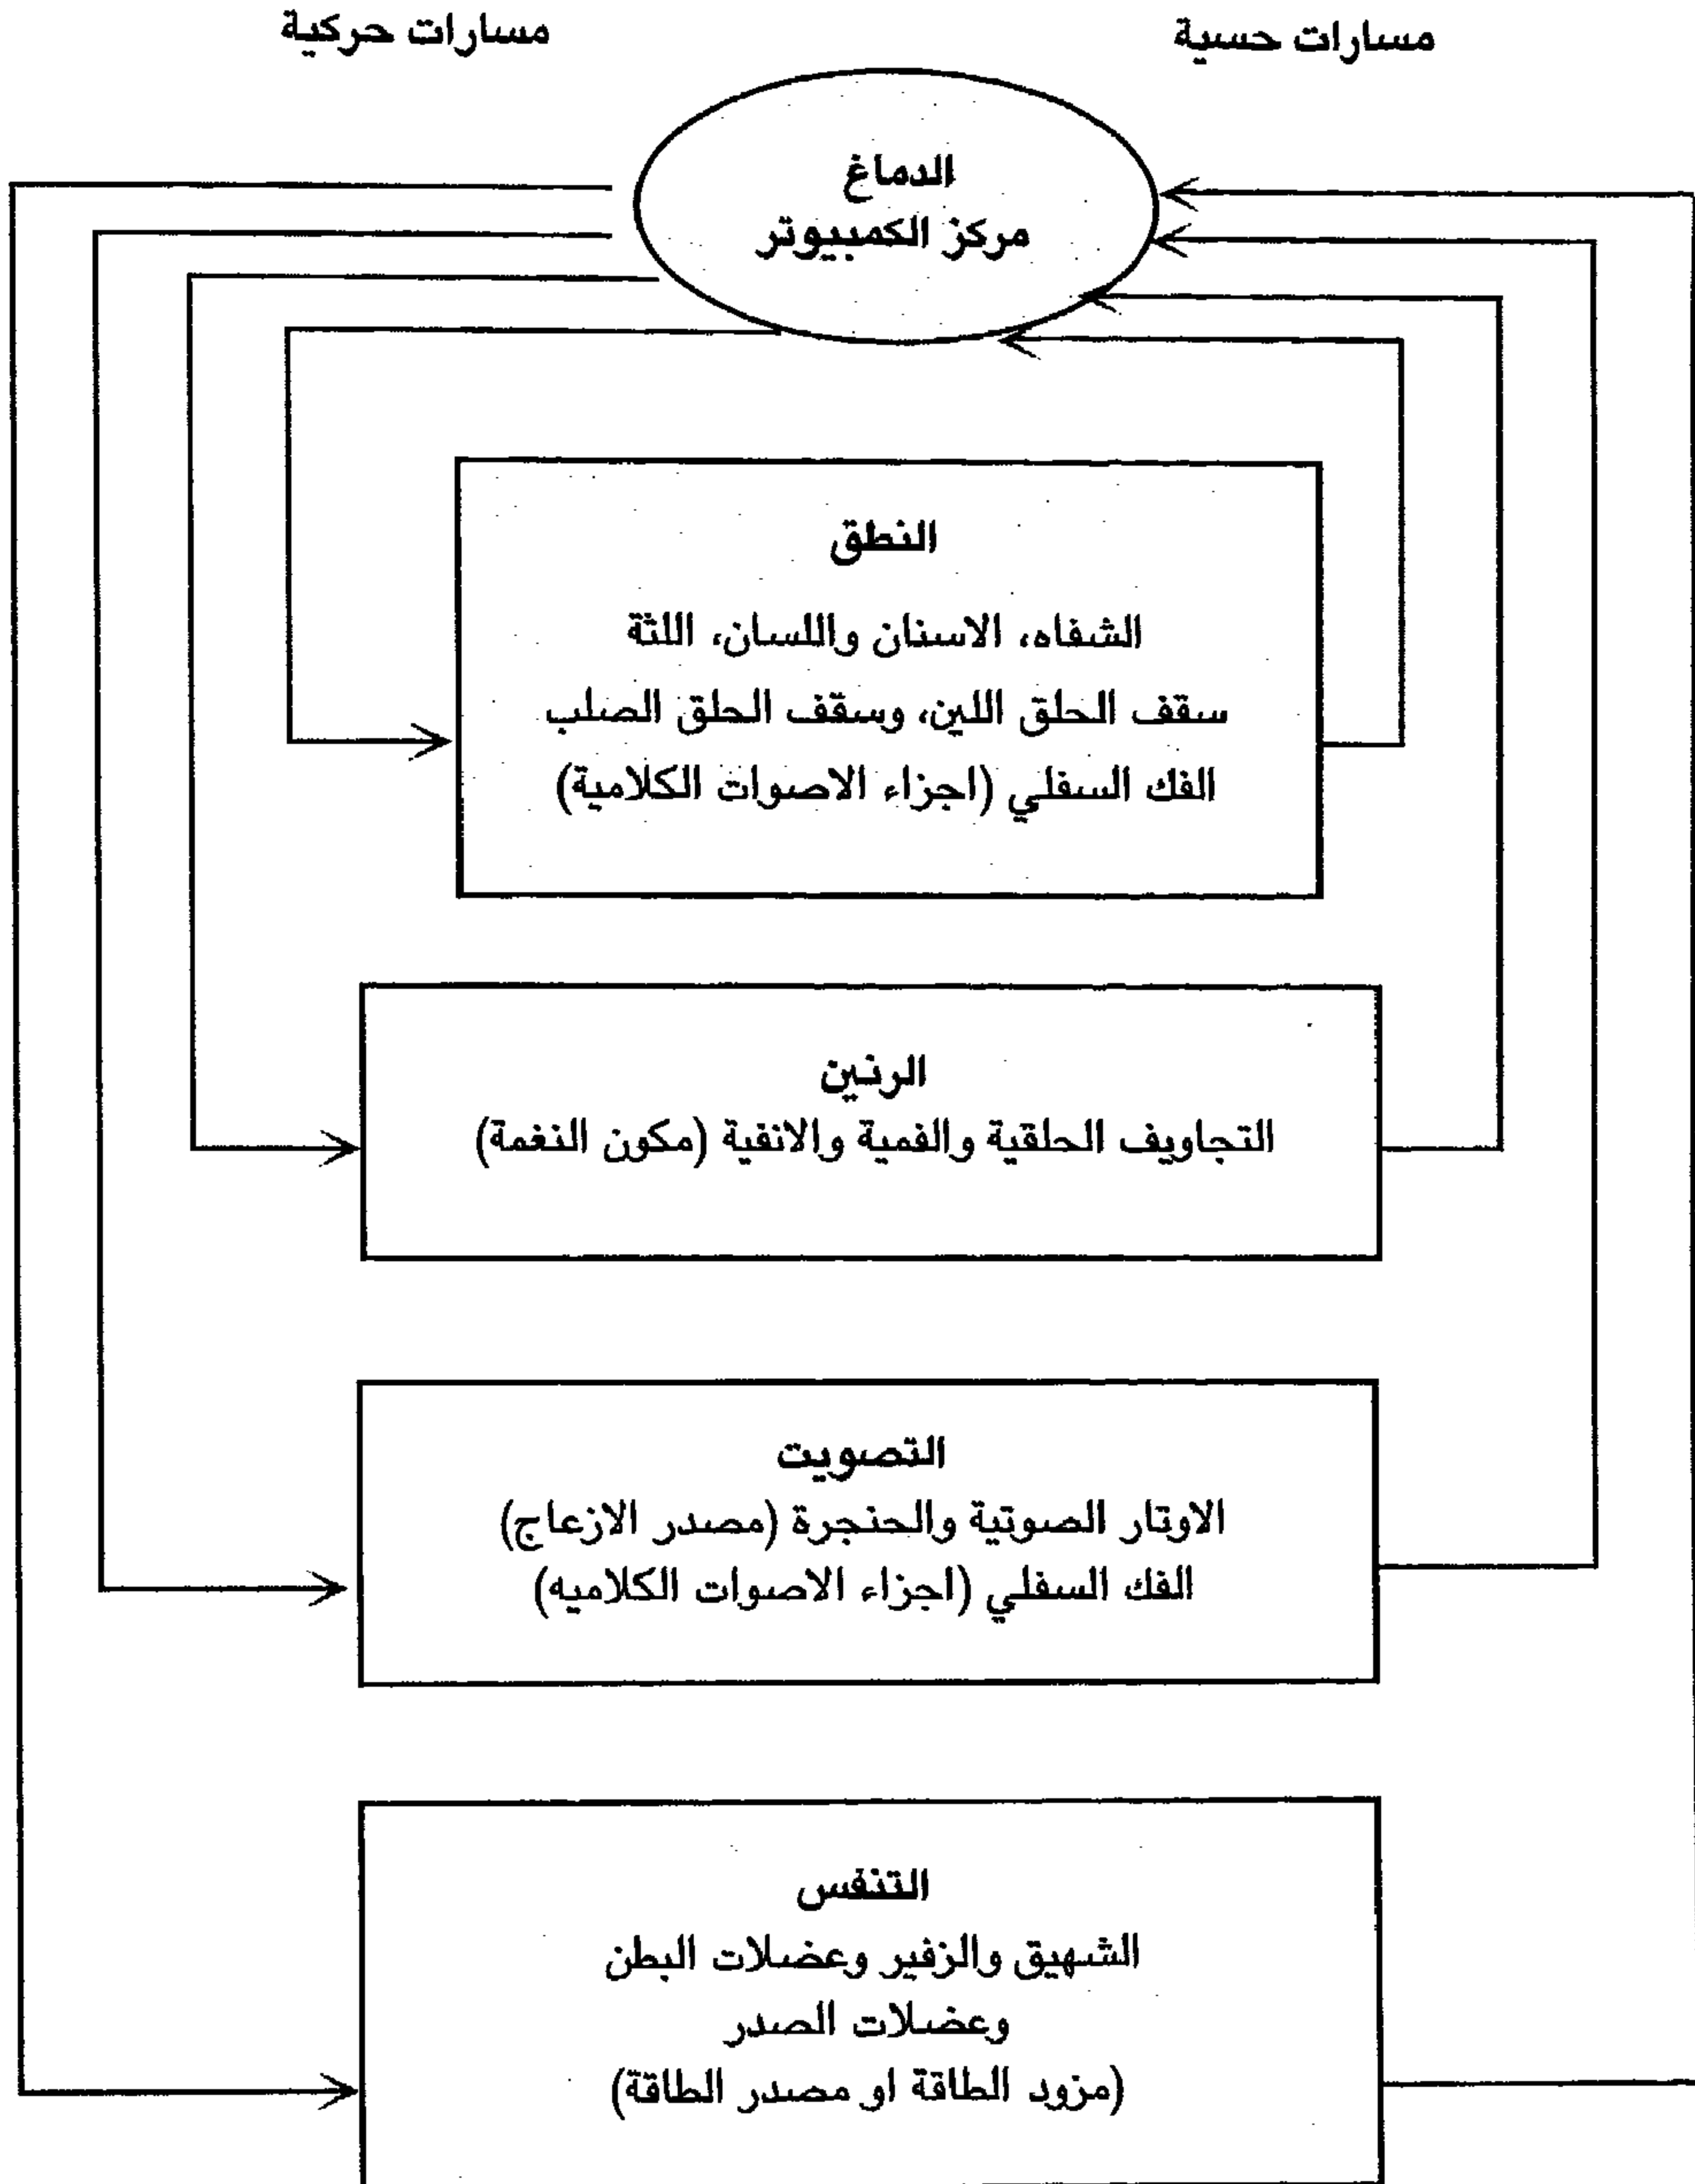 مسارات حسية
مسارات حركية
الدماغ
مركز الكمبيوتر
النطق
الشفاه، الاسنان واللسان، اللثة
سقف الحلق اللين، وسقف الحلق الصلب
الفك السفلي (اجزاء الاصوات الكلامية)
الرنين
التجاويف الحلقية والفمية والانفية (مكون النغمة)
التصويت
الاوتار الصوتية والحنجرة (مصدر الازعاج)
الفك السفلي (اجزاء الاصوات الكلاميه)
التنفس
الشهيق والزفير وعضلات البطن
وعضلات الصدر
(مزود الطاقة او مصدر الطاقة)